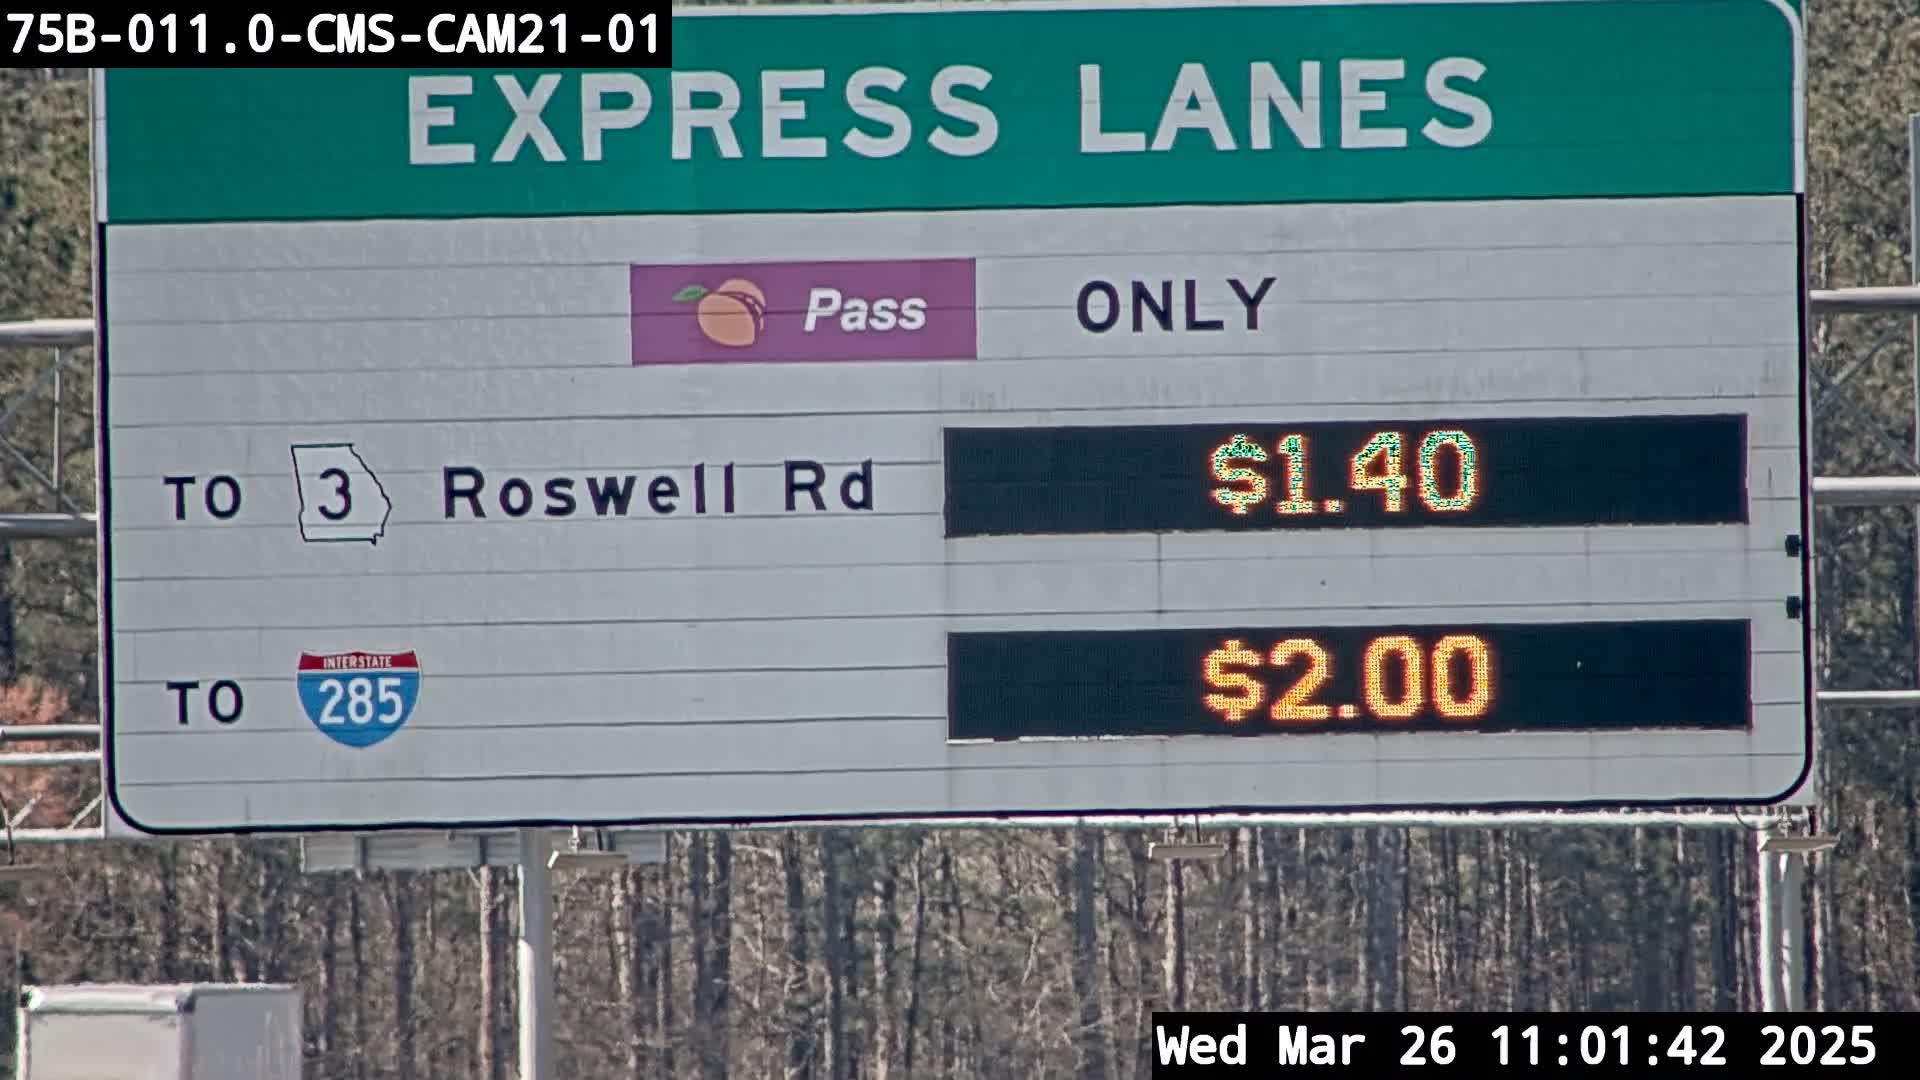 75B-011.0-CMS-CAM21-01
EXPRESS LANES
Pass ONLY
TO 3 Roswell Rd $1.40
TO INTERSTATE 285 $2.00
Wed Mar 26 11:01:42 2025